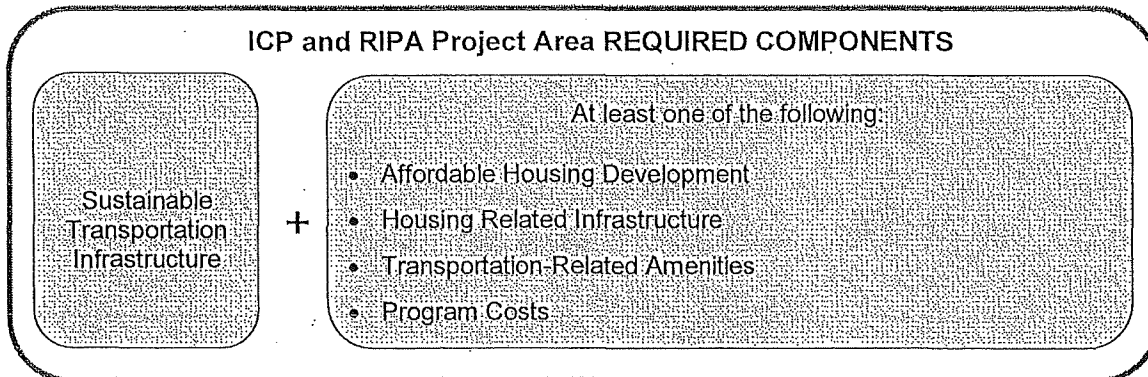 ICP and RIPA Project Area REQUIRED COMPONENTS
Sustainable
Transportation
Infrastructure
+
At least one of the following:
• Affordable Housing Development
• Housing Related Infrastructure
• Transportation-Related Amenities
• Program Costs